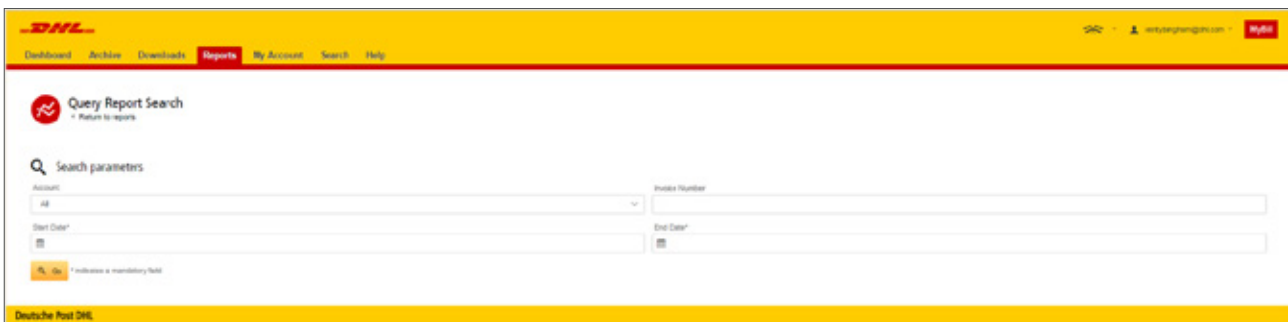 DHL
MyBill
Dashboard Archive Downloads Reports My Account Search Help
Query Report Search
Return to reports
Search parameters
Account Invoice Number
All
Start Date* End Date*
Go * indicates a mandatory field
Deutsche Post DHL